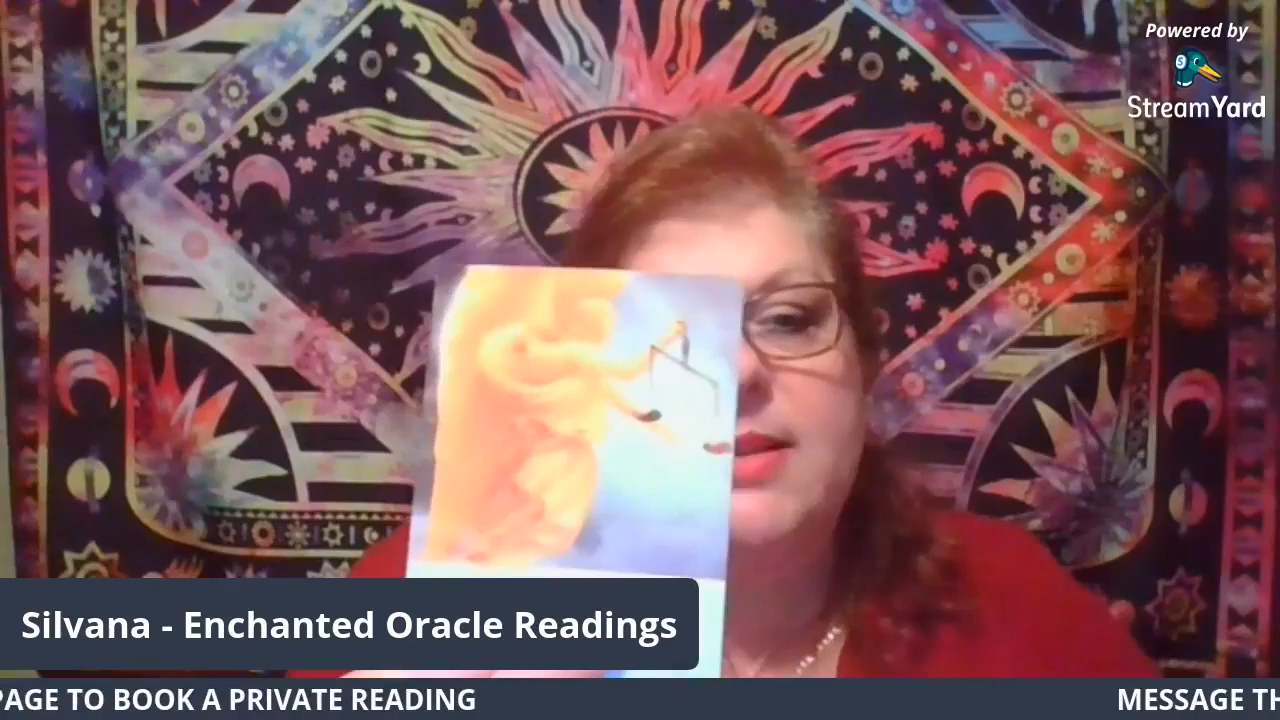 Powered by
StreamYard
Silvana - Enchanted Oracle Readings
PAGE TO BOOK A PRIVATE READING
MESSAGE TH